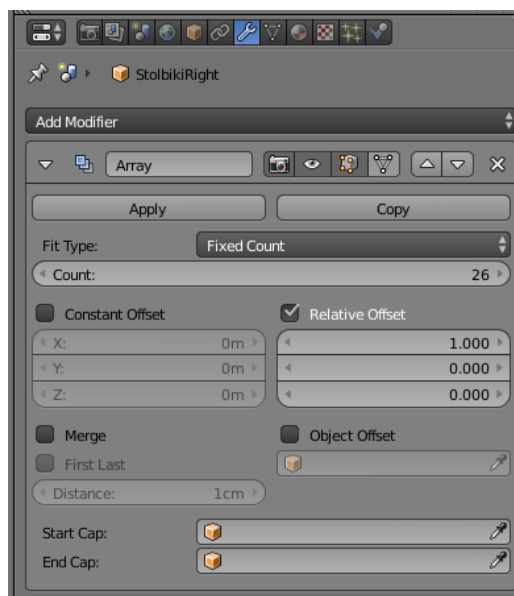 StolbikiRight
Add Modifier
Array
Apply Copy
Fit Type: Fixed Count
Count: 26
Constant Offset Relative Offset
X: 0m 1.000
Y: 0m 0.000
Z: 0m 0.000
Merge Object Offset
First Last
Distance: 1cm
Start Cap:
End Cap: